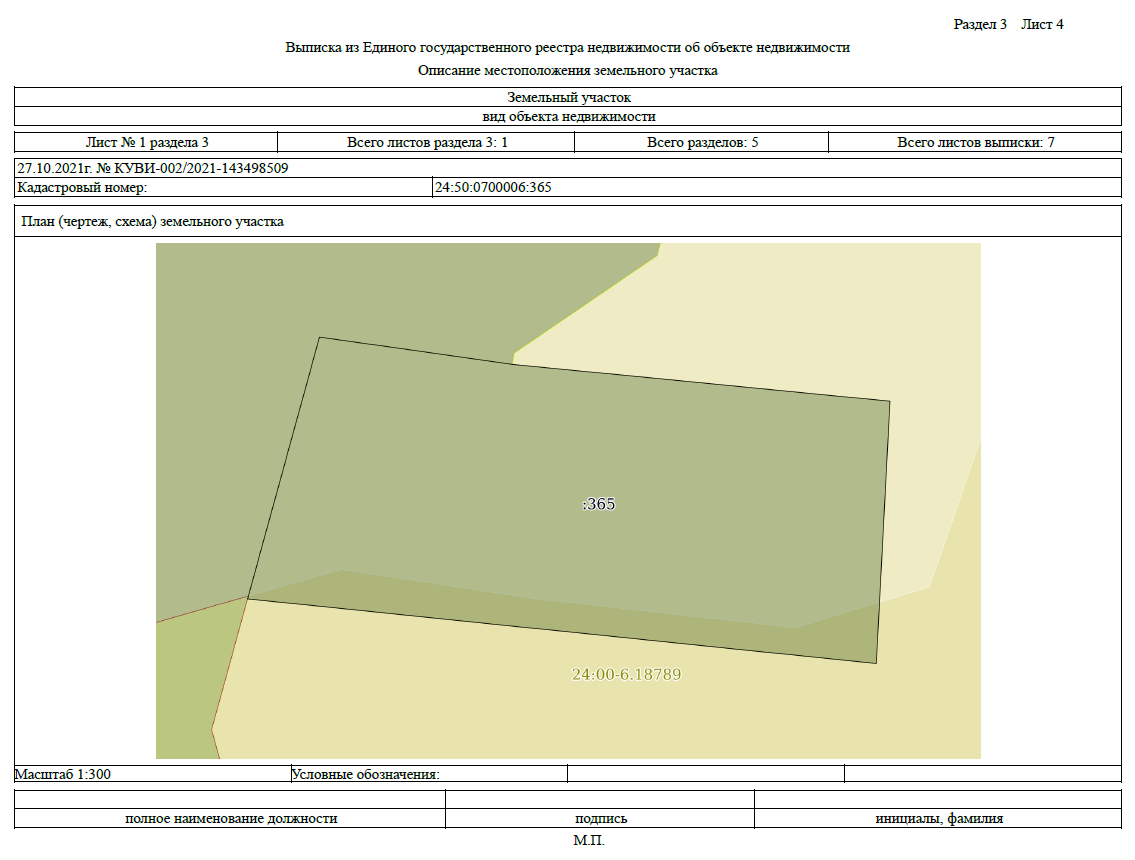 Раздел 3 Лист 4
Выписка из Единого государственного реестра недвижимости об объекте недвижимости
Описание местоположения земельного участка
Земельный участок
вид объекта недвижимости
Лист № 1 раздела 3 Всего листов раздела 3: 1 Всего разделов: 5 Всего листов выписки: 7
27.10.2021г. № КУВИ-002/2021-143498509
Кадастровый номер: 24:50:0700006:365
План (чертеж, схема) земельного участка
:365
24:00-6.18789
Масштаб 1:300 Условные обозначения:
полное наименование должности подпись инициалы, фамилия
М.П.